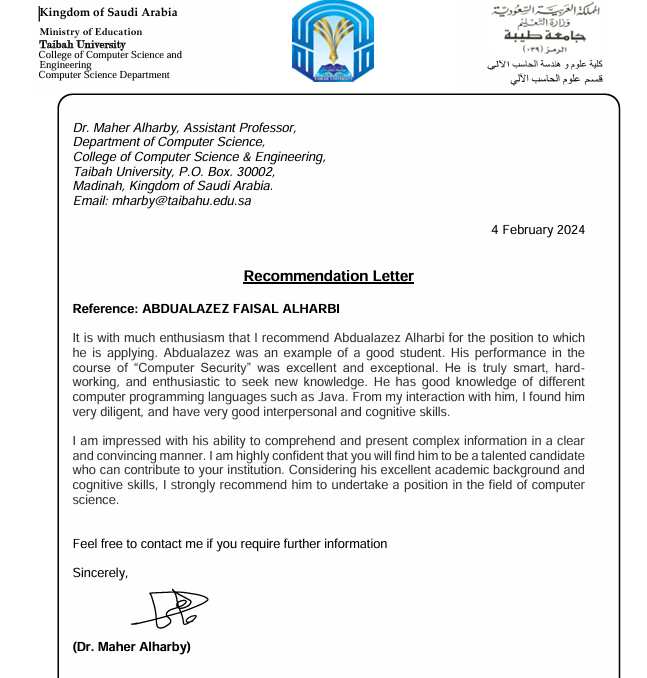 Kingdom of Saudi Arabia
Ministry of Education
Taibah University
College of Computer Science and
Engineering
Computer Science Department
المملكة العربية السعودية
وزارة التعليم
جامعة طيبة
الرمز (٠٣٩)
كلية علوم و هندسة الحاسب الآلي
قسم علوم الحاسب الآلي
Dr. Maher Alharby, Assistant Professor,
Department of Computer Science,
College of Computer Science & Engineering,
Taibah University, P.O. Box. 30002,
Madinah, Kingdom of Saudi Arabia.
Email: mharby@taibahu.edu.sa
4 February 2024
Recommendation Letter
Reference: ABDUALAZEZ FAISAL ALHARBI
It is with much enthusiasm that I recommend Abdualazez Alharbi for the position to which
he is applying. Abdualazez was an example of a good student. His performance in the
course of “Computer Security” was excellent and exceptional. He is truly smart, hard-
working, and enthusiastic to seek new knowledge. He has good knowledge of different
computer programming languages such as Java. From my interaction with him, I found him
very diligent, and have very good interpersonal and cognitive skills.
I am impressed with his ability to comprehend and present complex information in a clear
and convincing manner. I am highly confident that you will find him to be a talented candidate
who can contribute to your institution. Considering his excellent academic background and
cognitive skills, I strongly recommend him to undertake a position in the field of computer
science.
Feel free to contact me if you require further information
Sincerely,
(Dr. Maher Alharby)